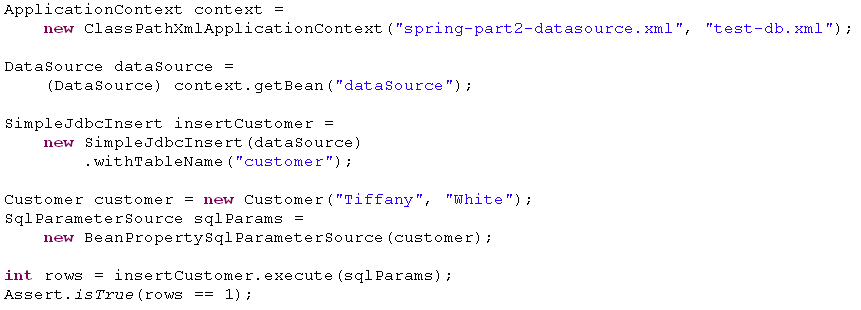 ApplicationContext context =
    new ClassPathXmlApplicationContext("spring-part2-datasource.xml", "test-db.xml");

DataSource dataSource =
    (DataSource) context.getBean("dataSource");

SimpleJdbcInsert insertCustomer =
    new SimpleJdbcInsert(dataSource)
        .withTableName("customer");

Customer customer = new Customer("Tiffany", "White");
SqlParameterSource sqlParams =
    new BeanPropertySqlParameterSource(customer);

int rows = insertCustomer.execute(sqlParams);
Assert.isTrue(rows == 1);